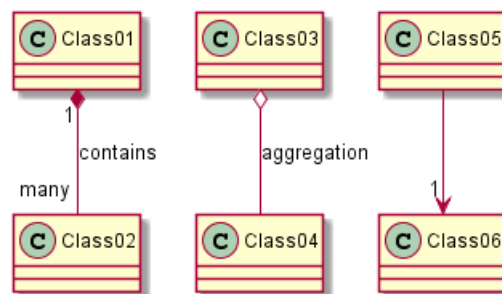 C Class01
C Class03
C Class05
1
contains
aggregation
many
1
C Class02
C Class04
C Class06